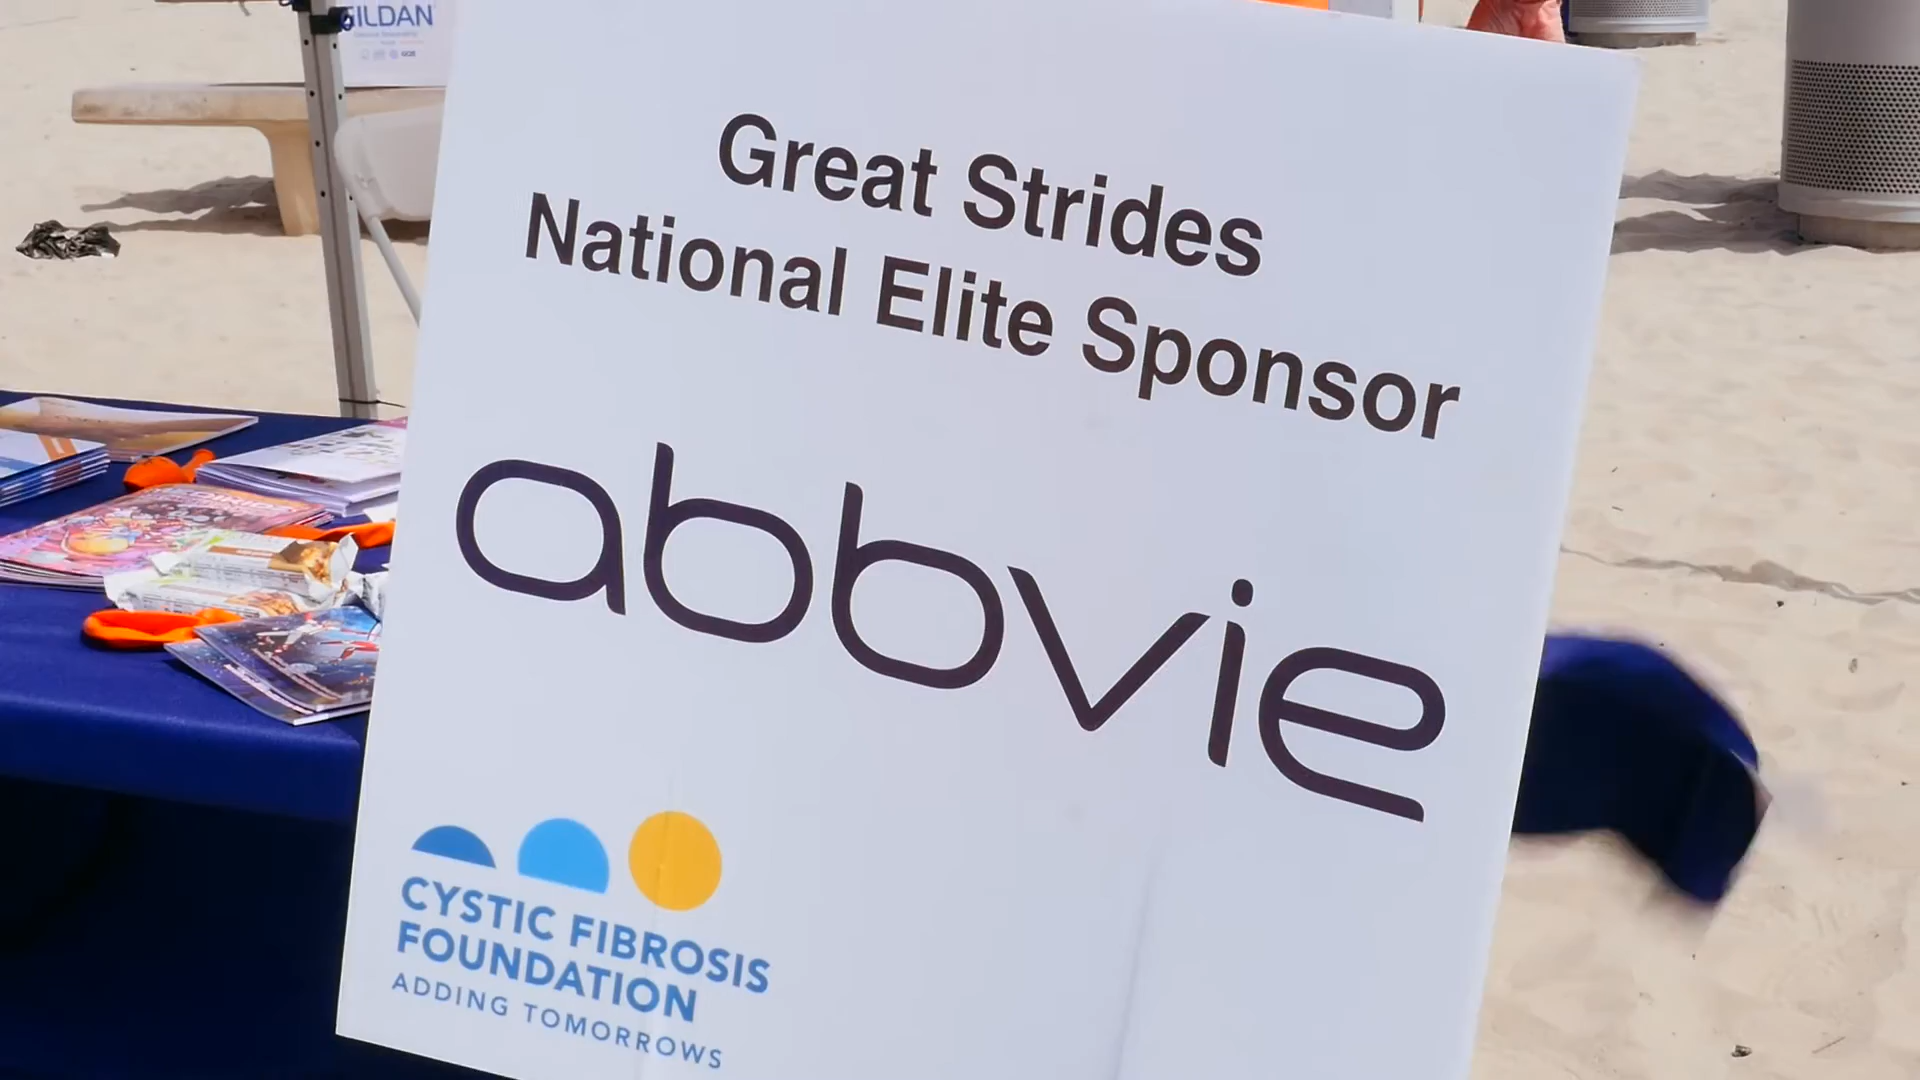 GILDAN
Great Strides
National Elite Sponsor
abbvie
CYSTIC FIBROSIS
FOUNDATION
ADDING TOMORROWS